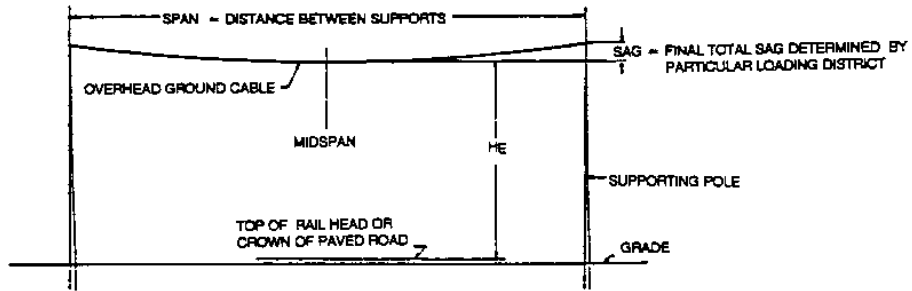 SPAN = DISTANCE BETWEEN SUPPORTS
SAG = FINAL TOTAL SAG DETERMINED BY
PARTICULAR LOADING DISTRICT
OVERHEAD GROUND CABLE
MIDSPAN
HE
SUPPORTING POLE
TOP OF RAIL HEAD OR
CROWN OF PAVED ROAD
GRADE